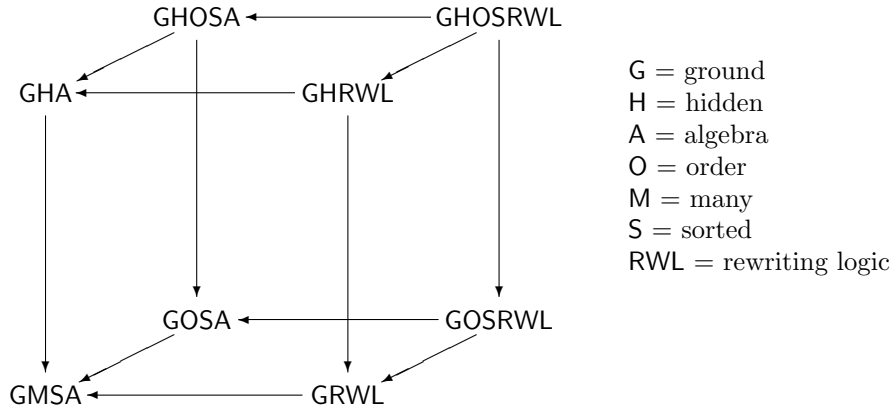 GHOSA GHOSRWL
GHA GHRWL
GOSA GOSRWL
GMSA GRWL
G = ground
H = hidden
A = algebra
O = order
M = many
S = sorted
RWL = rewriting logic